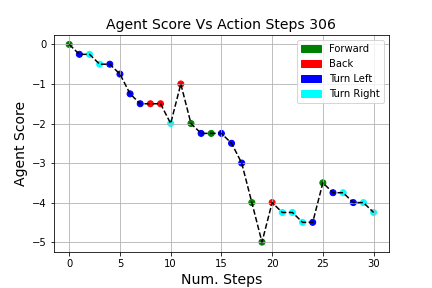 Agent Score Vs Action Steps 306
Forward
Back
Turn Left
Turn Right
Agent Score
0
−1
−2
−3
−4
−5
0 5 10 15 20 25 30
Num. Steps